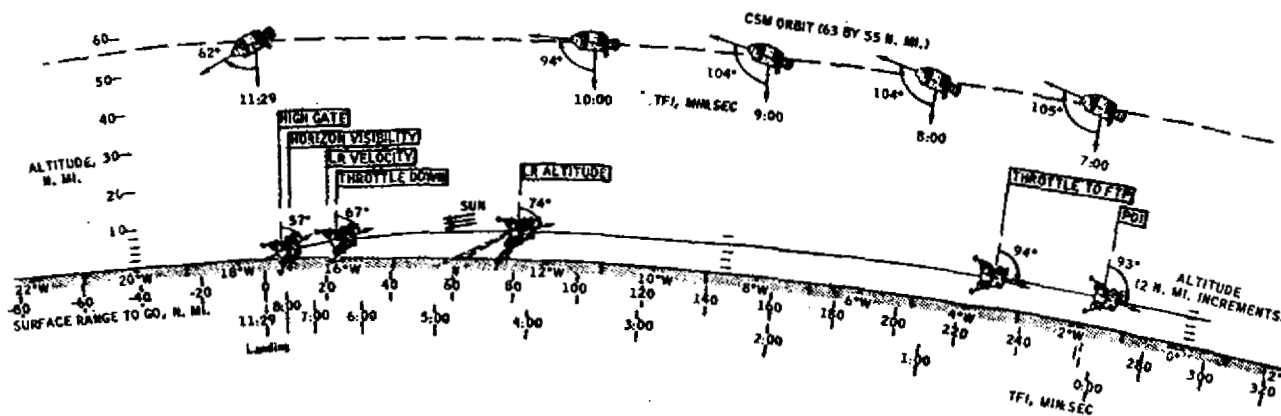 CSM ORBIT (63 BY 55 N. MI.)
60
50
40
30
20
10
ALTITUDE,
N. MI.
62°
94°
104°
104°
105°
11:29
10:00
9:00
8:00
7:00
TFI, MIN:SEC
HIGH GATE
HORIZON VISIBILITY
LR VELOCITY
THROTTLE DOWN
LR ALTITUDE
THROTTLE TO FTP
PDI
SUN
57°
67°
74°
94°
93°
ALTITUDE
(2 N. MI. INCREMENTS)
22°W
20°W
18°W
16°W
12°W
10°W
8°W
6°W
4°W
2°W
0°
2°
-80
-60
-40
-20
0
20
40
60
80
100
120
140
160
180
200
220
240
260
280
300
320
SURFACE RANGE TO GO, N. MI.
11:29
8:00
7:00
6:00
5:00
4:00
3:00
2:00
1:00
0:00
Landing
TFI, MIN:SEC